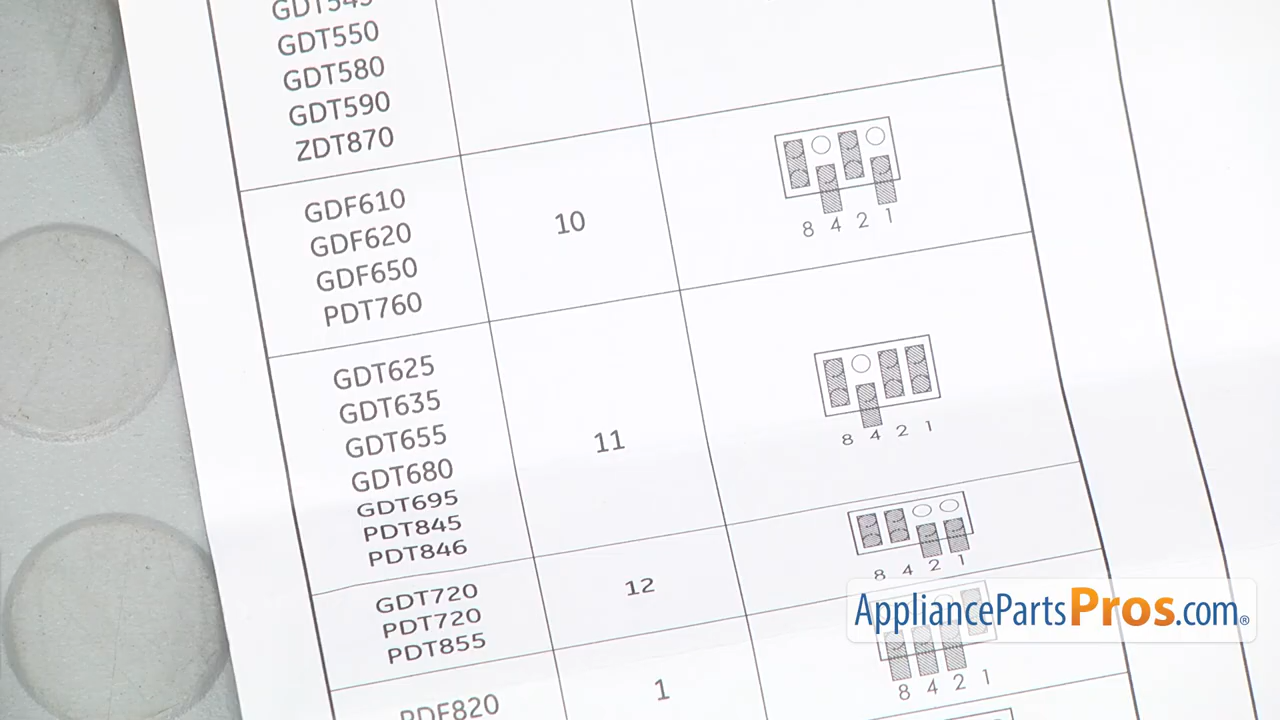 GDT545
GDT550
GDT580
GDT590
ZDT870
GDF610
GDF620
GDF650
PDT760
10
8 4 2 1
GDT625
GDT635
GDT655
GDT680
GDT695
PDT845
PDT846
11
8 4 2 1
GDT720
PDT720
PDT855
12
8 4 2 1
PDF820
1
8 4 2 1
AppliancePartsPros.com®